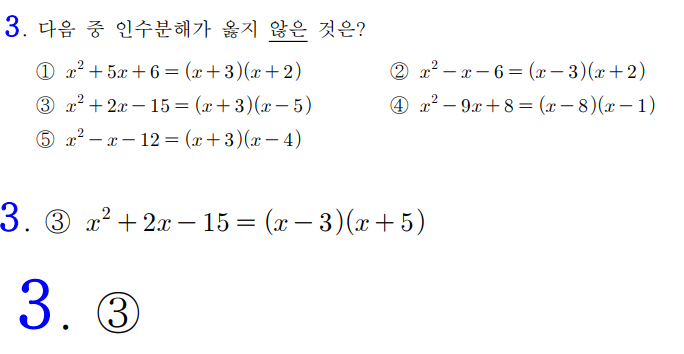 3. 다음 중 인수분해가 옳지 않은 것은?
① x² + 5x + 6 = (x + 3)(x + 2) ② x² − x − 6 = (x − 3)(x + 2)
③ x² + 2x − 15 = (x + 3)(x − 5) ④ x² − 9x + 8 = (x − 8)(x − 1)
⑤ x² − x − 12 = (x + 3)(x − 4)
3. ③ x² + 2x − 15 = (x − 3)(x + 5)
3. ③